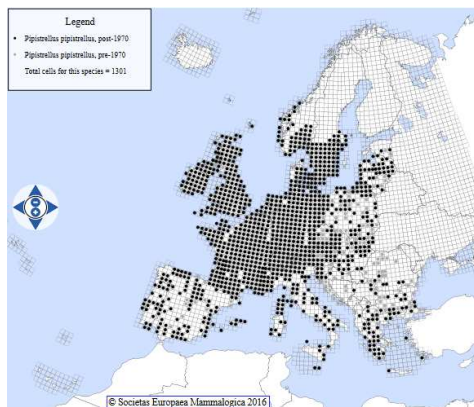 Legend
Pipistrellus pipistrellus, post-1970
Pipistrellus pipistrellus, pre-1970
Total cells for this species = 1301
© Societas Europaea Mammalogica 2016